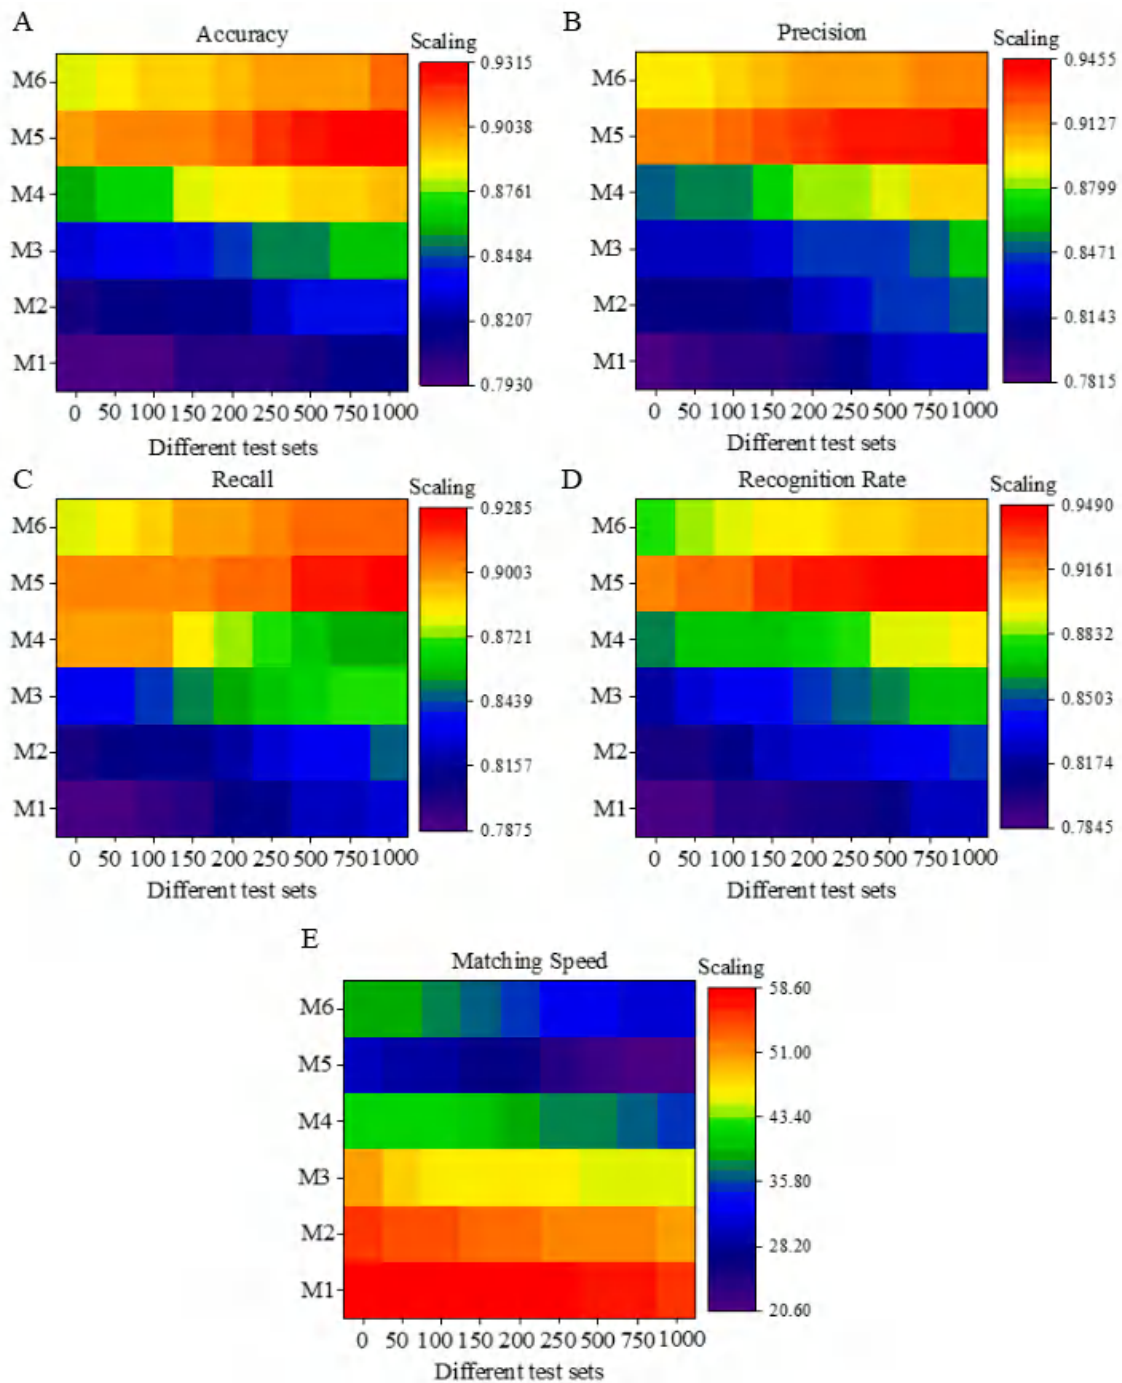 A
Accuracy
Scaling
M6
M5
M4
M3
M2
M1
0.9315
0.9038
0.8761
0.8484
0.8207
0.7930
0 50 100 150 200 250 500 750 1000
Different test sets
B
Precision
Scaling
M6
M5
M4
M3
M2
M1
0.9455
0.9127
0.8799
0.8471
0.8143
0.7815
0 50 100 150 200 250 500 750 1000
Different test sets
C
Recall
Scaling
M6
M5
M4
M3
M2
M1
0.9285
0.9003
0.8721
0.8439
0.8157
0.7875
0 50 100 150 200 250 500 750 1000
Different test sets
D
Recognition Rate
Scaling
M6
M5
M4
M3
M2
M1
0.9490
0.9161
0.8832
0.8503
0.8174
0.7845
0 50 100 150 200 250 500 750 1000
Different test sets
E
Matching Speed
Scaling
M6
M5
M4
M3
M2
M1
58.60
51.00
43.40
35.80
28.20
20.60
0 50 100 150 200 250 500 750 1000
Different test sets